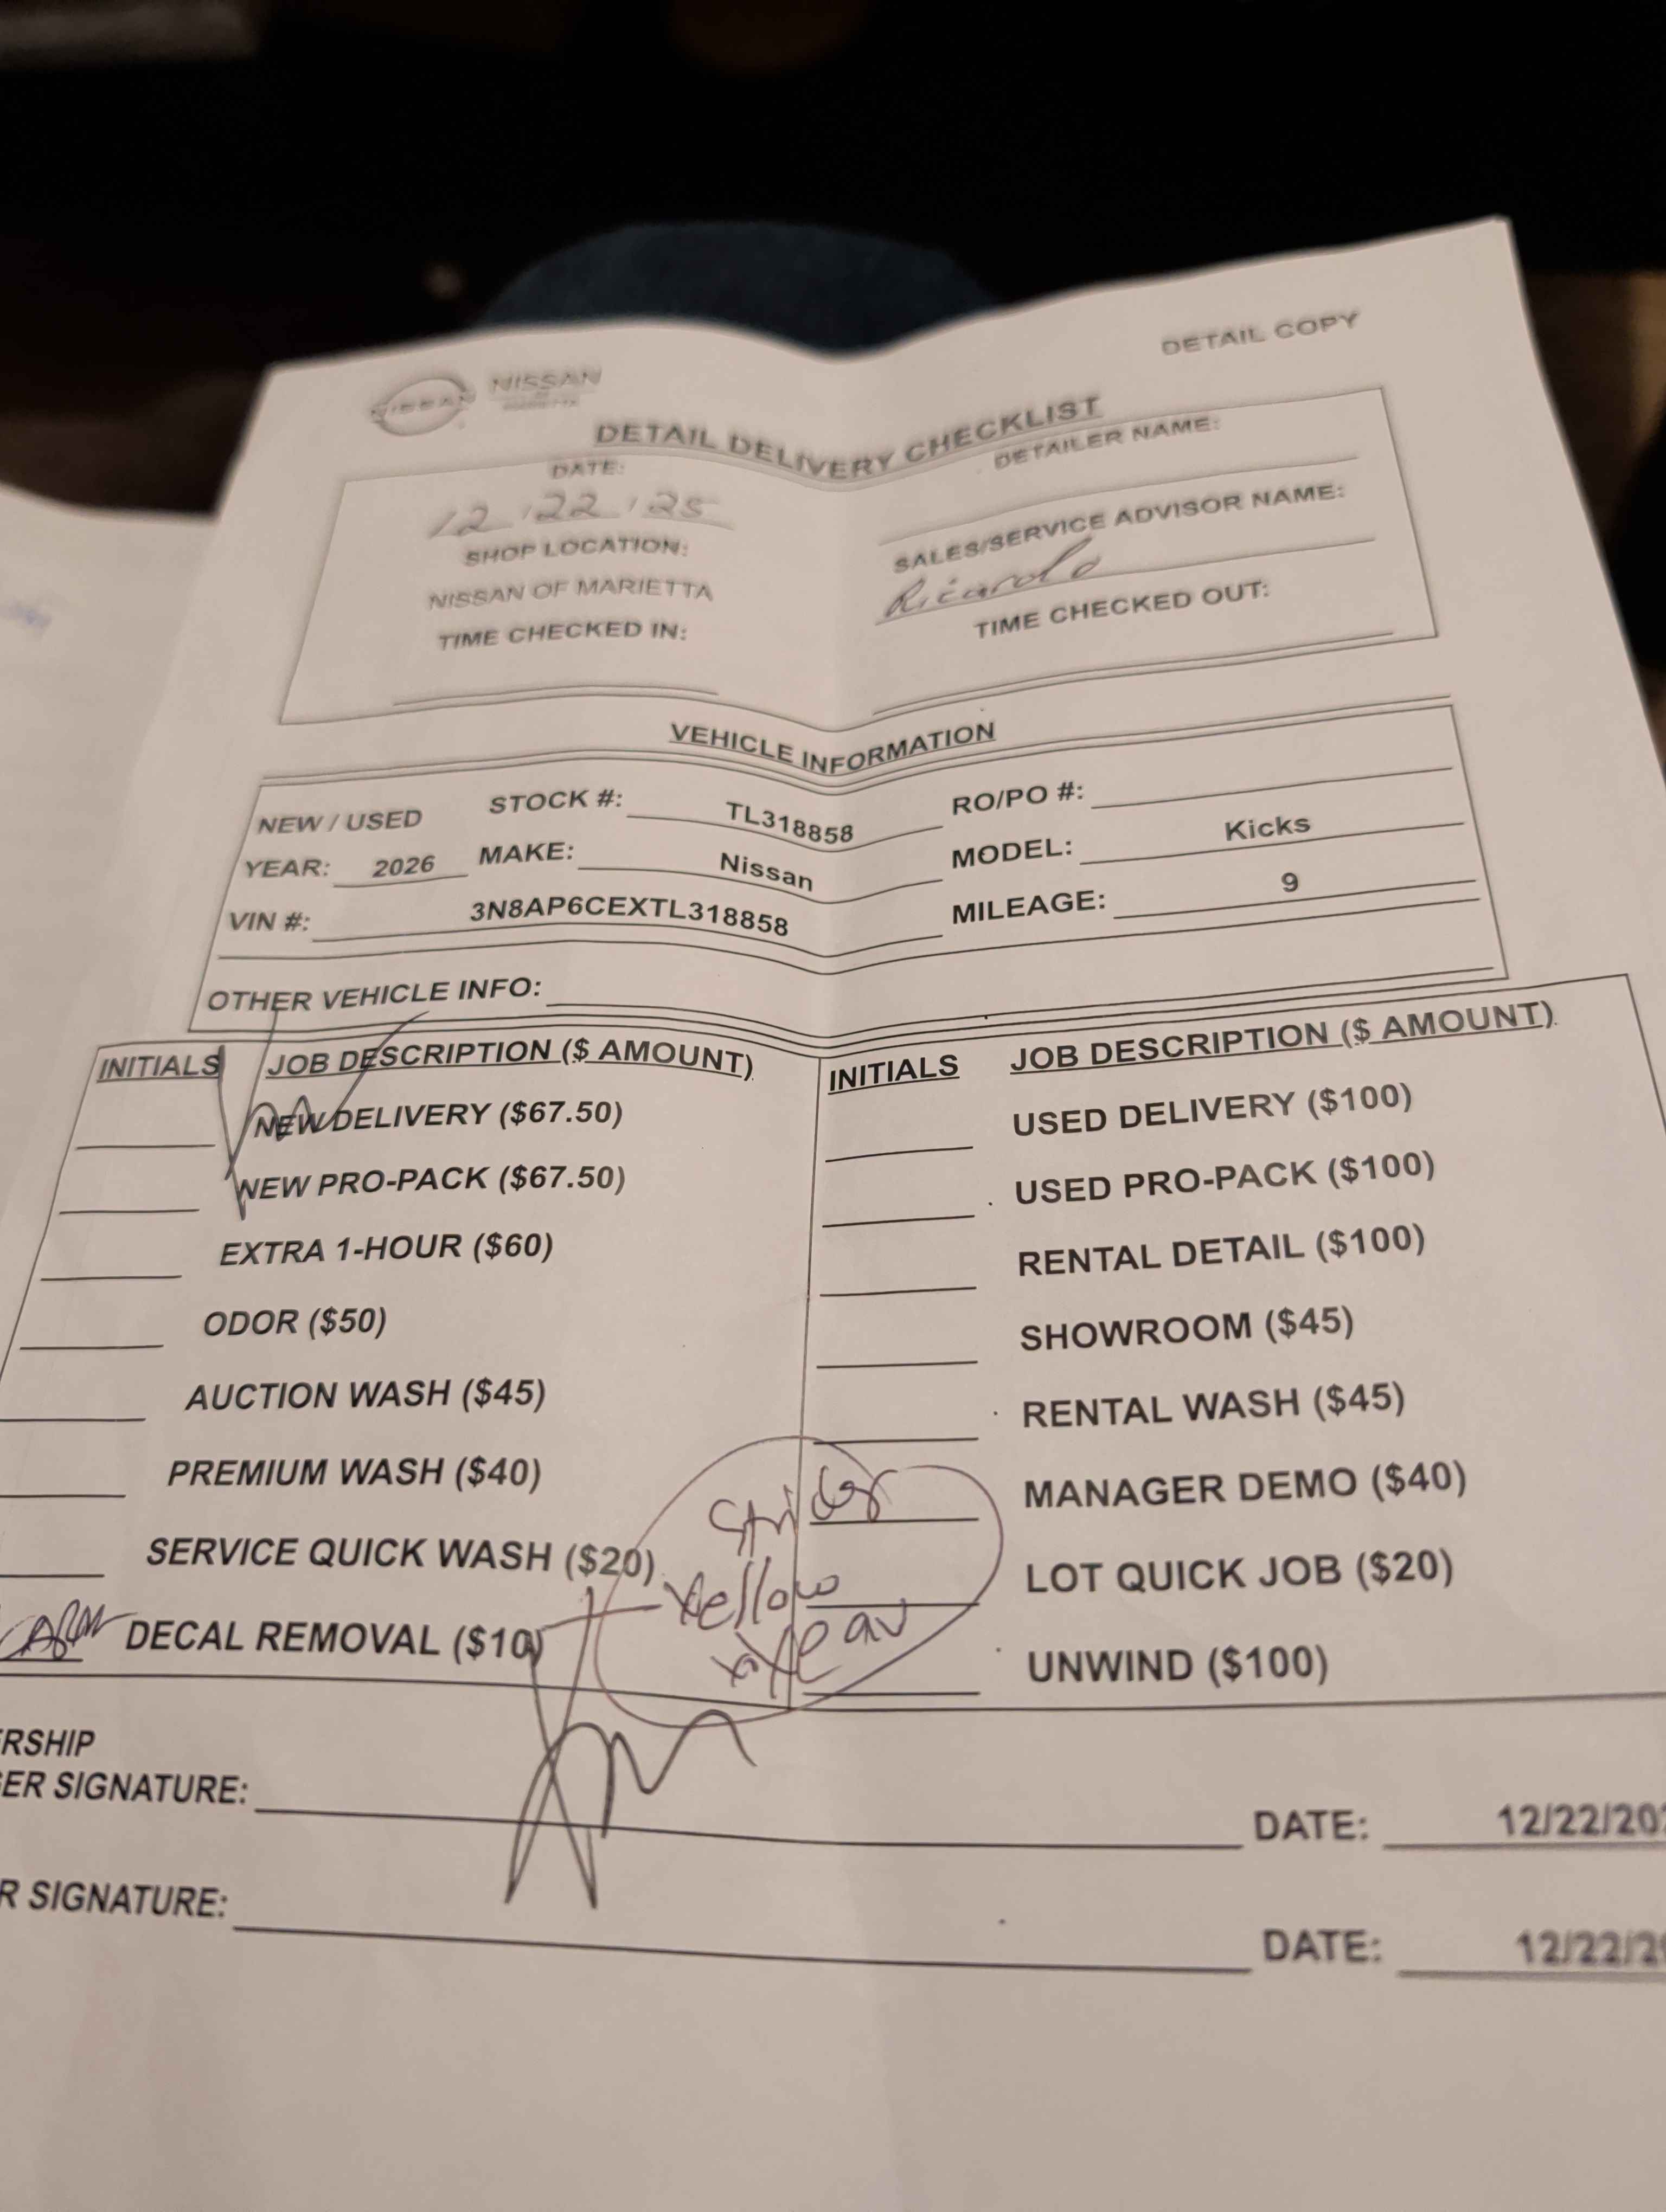 DETAIL COPY
NISSAN NISSAN
DETAIL DELIVERY CHECKLIST
DATE: DETAILER NAME:
12 / 22 / 25
SHOP LOCATION: SALES/SERVICE ADVISOR NAME:
NISSAN OF MARIETTA Ricardo
TIME CHECKED IN: TIME CHECKED OUT:
VEHICLE INFORMATION
NEW / USED STOCK #: TL318858 RO/PO #:
YEAR: 2026 MAKE: Nissan MODEL: Kicks
VIN #: 3N8AP6CEXTL318858 MILEAGE: 9
OTHER VEHICLE INFO:
INITIALS JOB DESCRIPTION ($ AMOUNT) INITIALS JOB DESCRIPTION ($ AMOUNT)
NEW DELIVERY ($67.50) USED DELIVERY ($100)
NEW PRO-PACK ($67.50) USED PRO-PACK ($100)
EXTRA 1-HOUR ($60) RENTAL DETAIL ($100)
ODOR ($50) SHOWROOM ($45)
AUCTION WASH ($45) RENTAL WASH ($45)
PREMIUM WASH ($40) MANAGER DEMO ($40)
SERVICE QUICK WASH ($20) Yellow LOT QUICK JOB ($20)
DECAL REMOVAL ($10) UNWIND ($100)
ERSHIP
ER SIGNATURE: DATE: 12/22/20
R SIGNATURE: DATE: 12/22/2